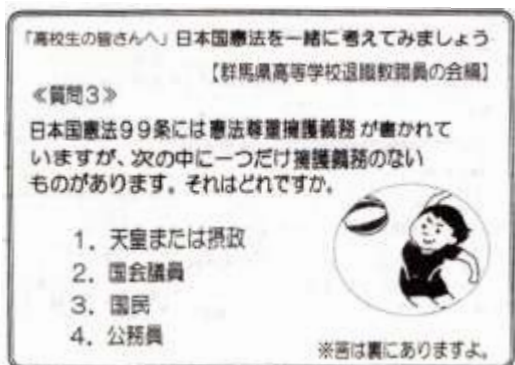 「高校生の皆さんへ」日本国憲法を一緒に考えてみましょう
【群馬県高等学校退職教職員の会編】
≪質問3≫
日本国憲法99条には憲法尊重擁護義務が書かれて
いますが、次の中に一つだけ擁護義務のない
ものがあります。それはどれですか。
1. 天皇または摂政
2. 国会議員
3. 国民
4. 公務員
※答は裏にありますよ。